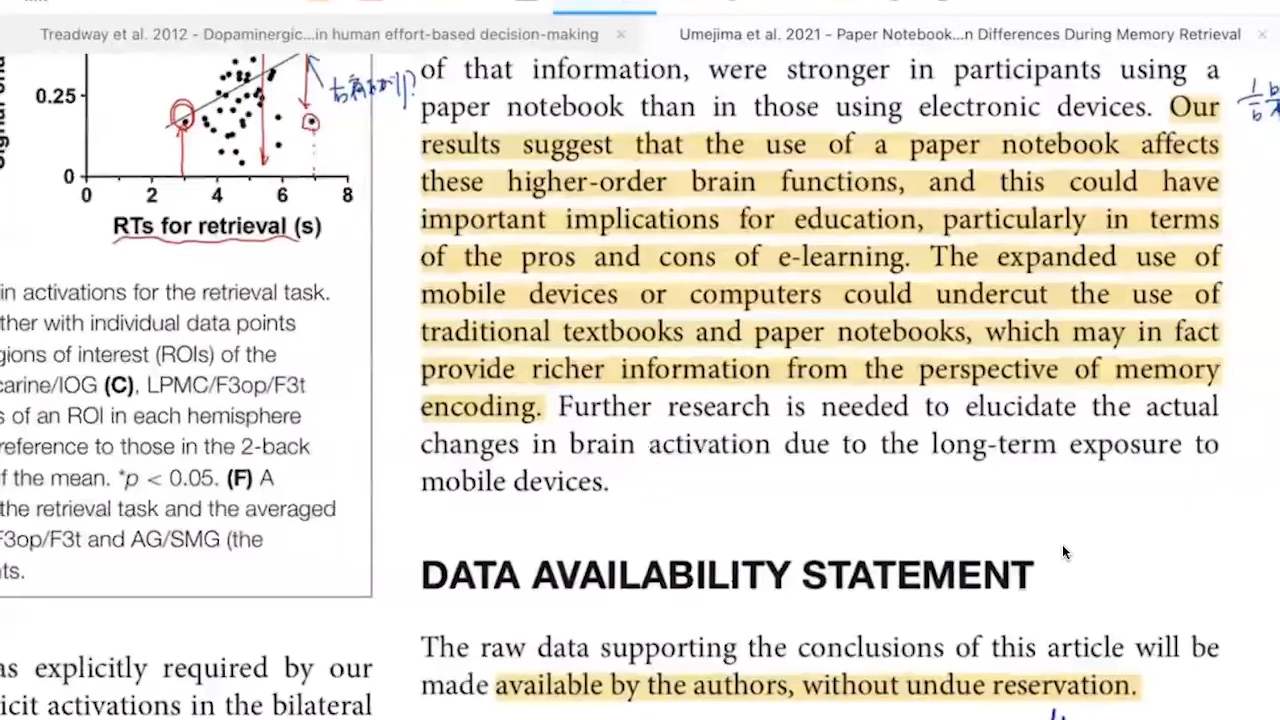 Treadway et al. 2012 - Dopaminergic...in human effort-based decision-making ×
Umejima et al. 2021 - Paper Notebook...n Differences During Memory Retrieval ×
0.25
0
0 2 4 6 8
RTs for retrieval (s)
in activations for the retrieval task.
ther with individual data points
gions of interest (ROIs) of the
carine/IOG (C), LPMC/F3op/F3t
s of an ROI in each hemisphere
reference to those in the 2-back
f the mean. *p < 0.05. (F) A
the retrieval task and the averaged
F3op/F3t and AG/SMG (the
nts.
as explicitly required by our
icit activations in the bilateral
of that information, were stronger in participants using a
paper notebook than in those using electronic devices. Our
results suggest that the use of a paper notebook affects
these higher-order brain functions, and this could have
important implications for education, particularly in terms
of the pros and cons of e-learning. The expanded use of
mobile devices or computers could undercut the use of
traditional textbooks and paper notebooks, which may in fact
provide richer information from the perspective of memory
encoding. Further research is needed to elucidate the actual
changes in brain activation due to the long-term exposure to
mobile devices.
DATA AVAILABILITY STATEMENT
The raw data supporting the conclusions of this article will be
made available by the authors, without undue reservation.